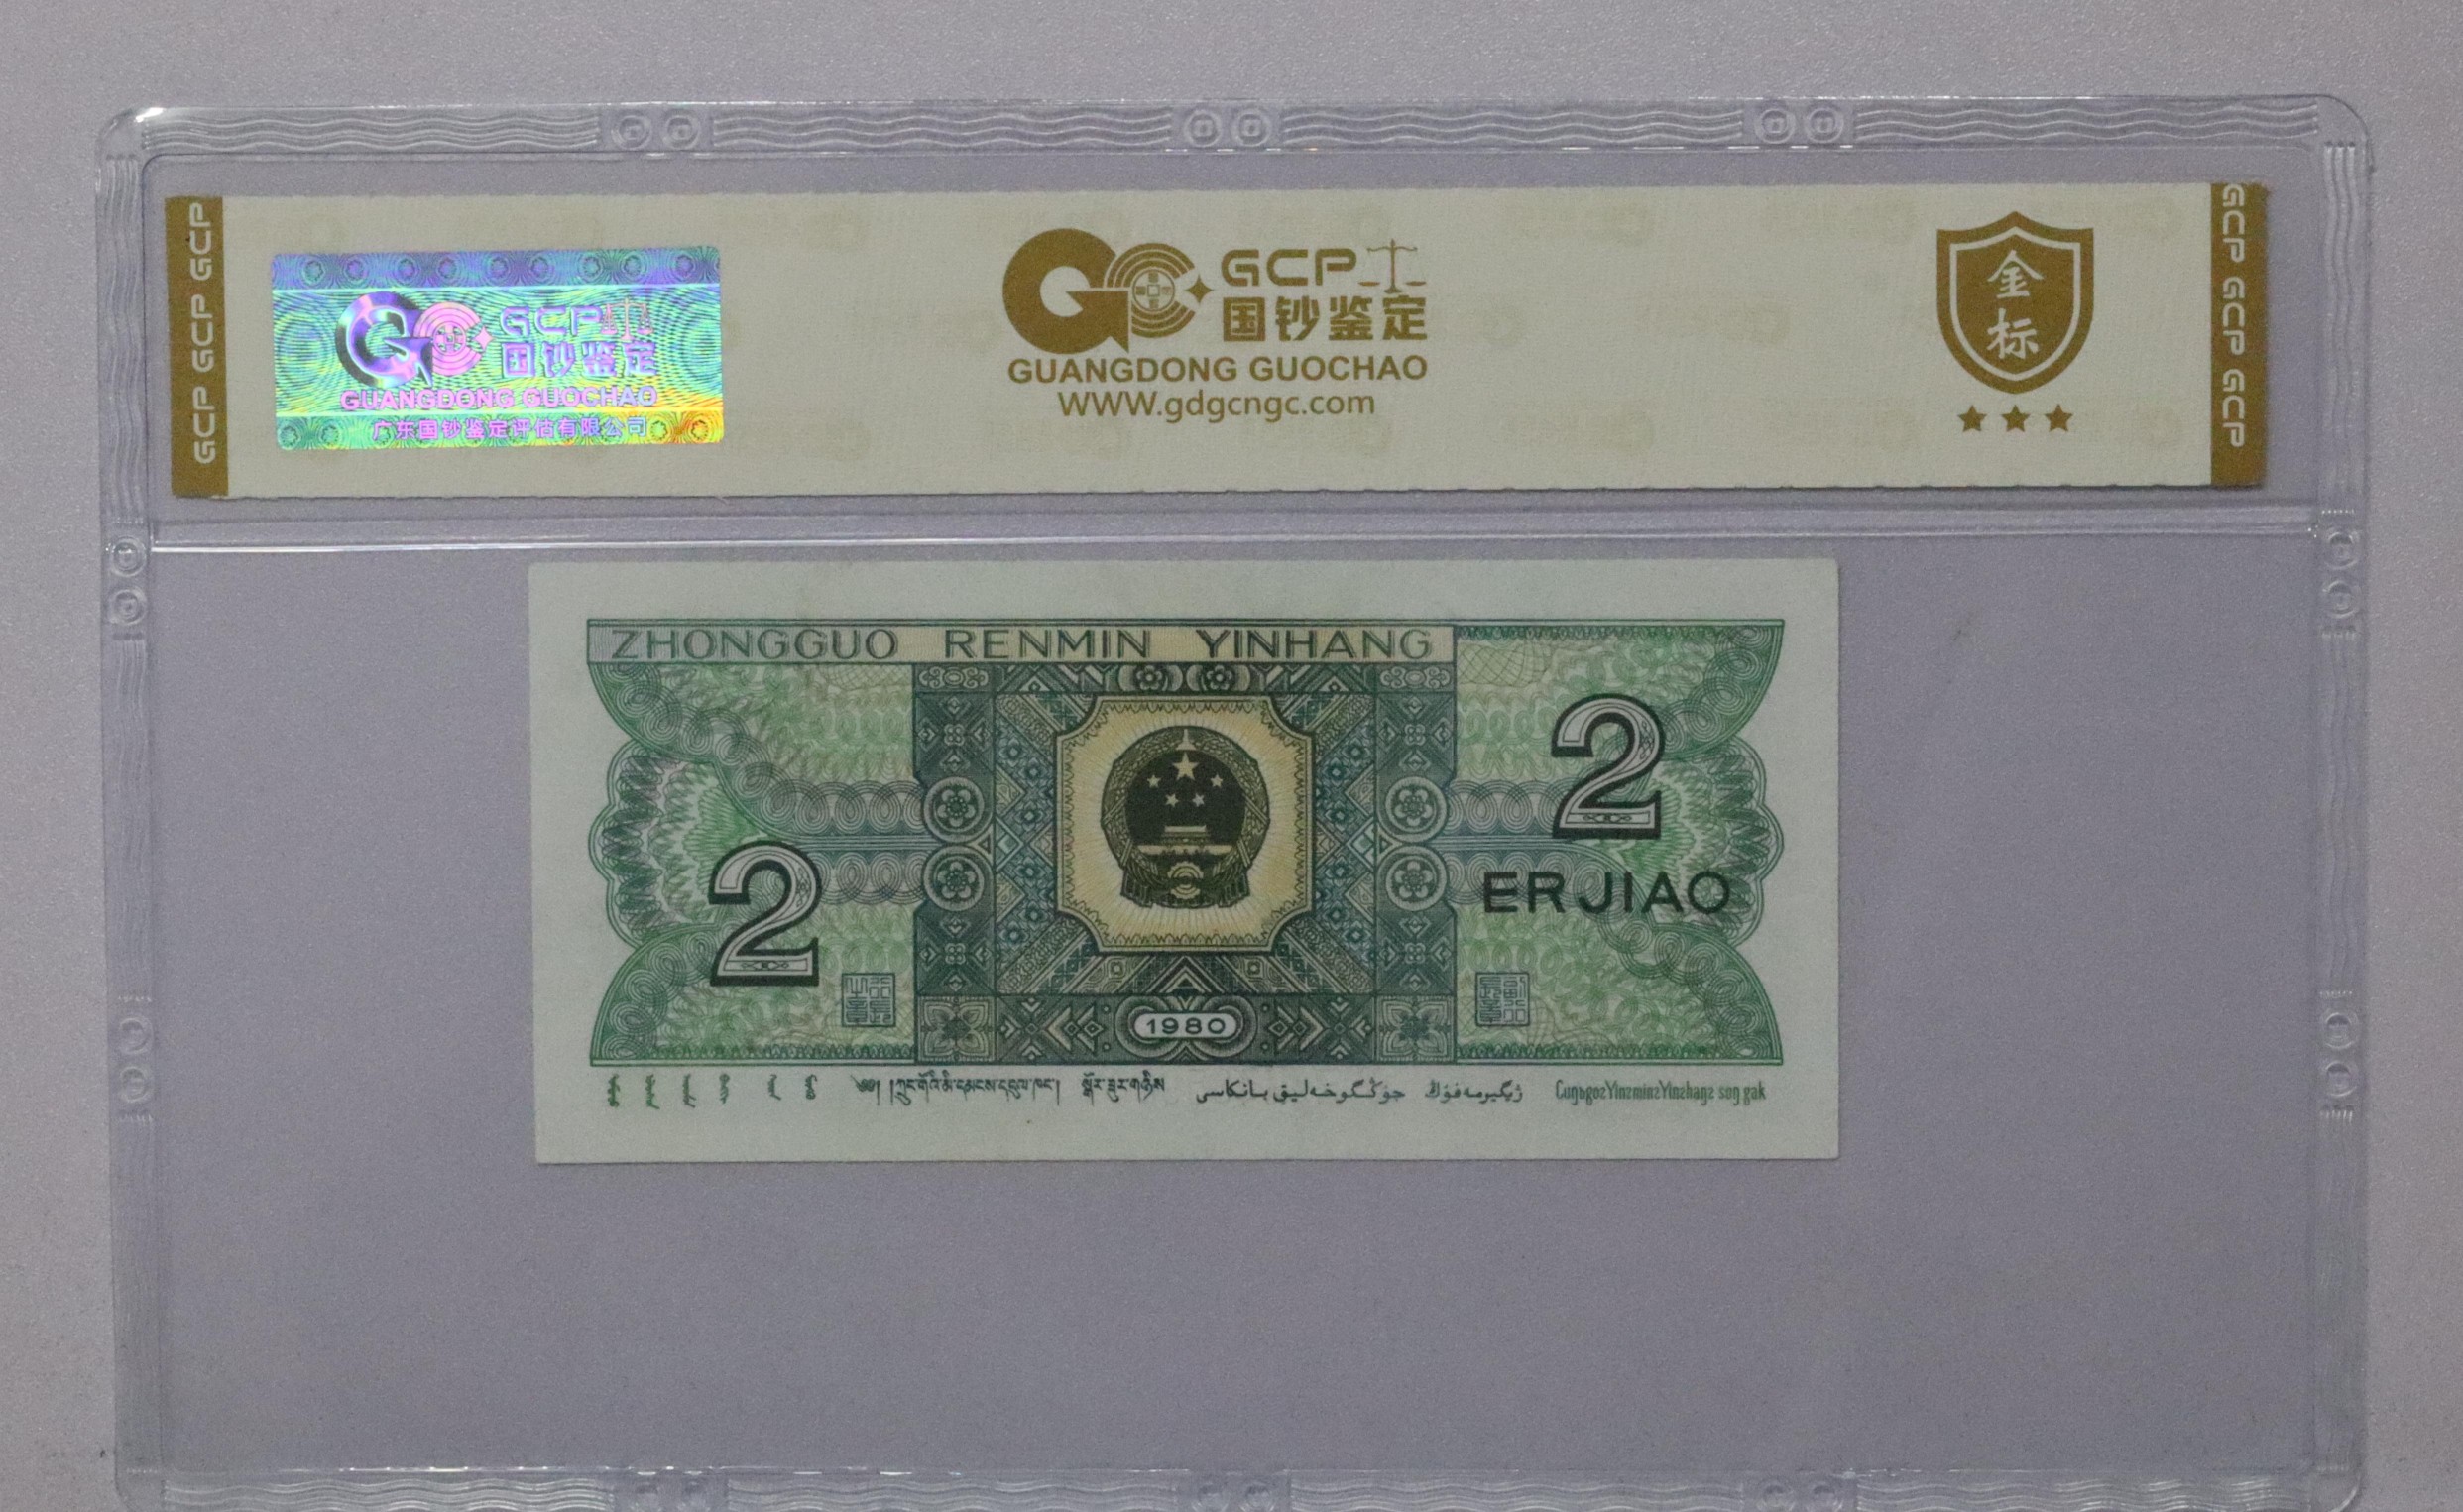 GCP GCP GCP
GCP
国钞鉴定
GUANGDONG GUOCHAO
广东国钞鉴定评估有限公司
GCP
国钞鉴定
GUANGDONG GUOCHAO
WWW.gdgcngc.com
金
标
GCP GCP GCP
ZHONGGUO RENMIN YINHANG
2
2
ERJIAO
1980
جۇڭگوخەلىق بانكاسى